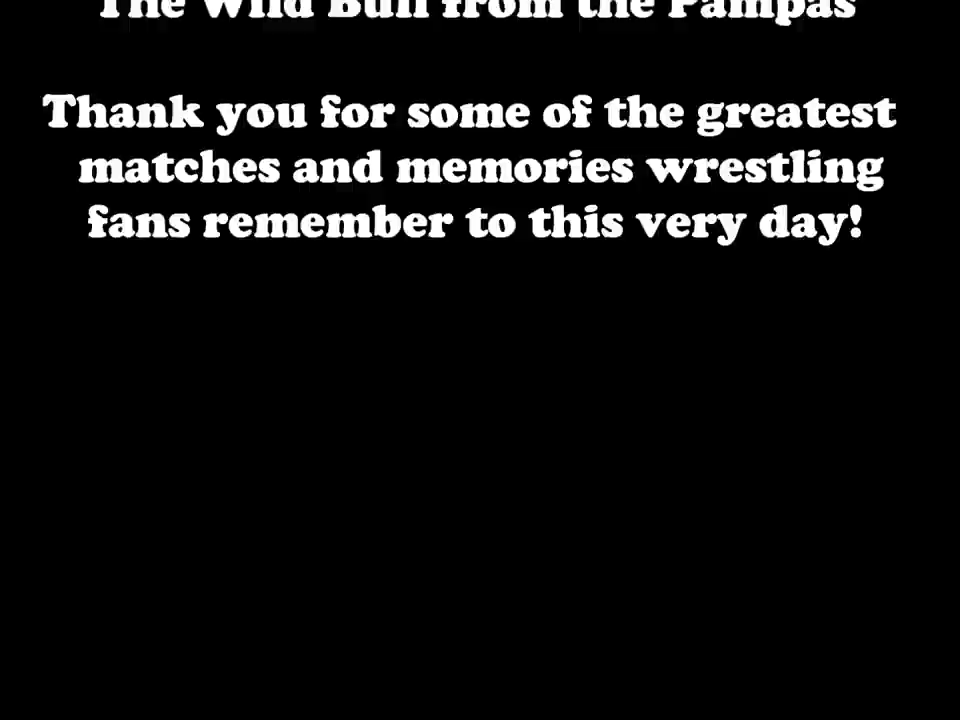 The Wild Bull from the Pampas
Thank you for some of the greatest
matches and memories wrestling
fans remember to this very day!